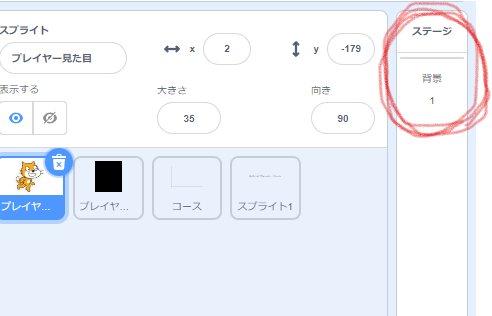 スプライト
プレイヤー見た目
x
2
y
-179
表示する
大きさ
35
向き
90
プレイヤ...
プレイヤ...
コース
スプライト1
ステージ
背景
1